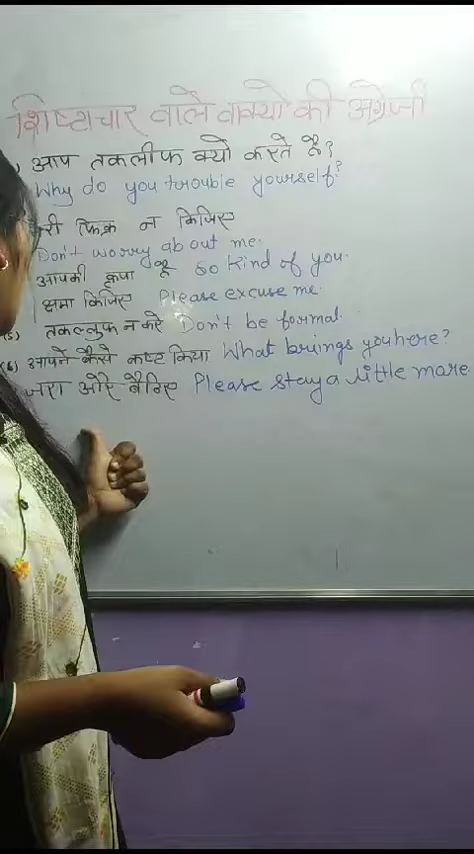 शिष्टाचार वाले वाक्यो की अंग्रेजी
आप तकलीफ क्यो करते है?
Why do you trouble yourself?
री फिक्र न किजिए
Don't worry about me.
आपकी कृपा है So kind of you.
क्षमा किजिए Please excuse me.
(5) तकल्लुफ न करे Don't be formal.
(6) आपने कैसे कष्ट किया What brings you here?
जरा ओर बैठिए Please stay a little more.